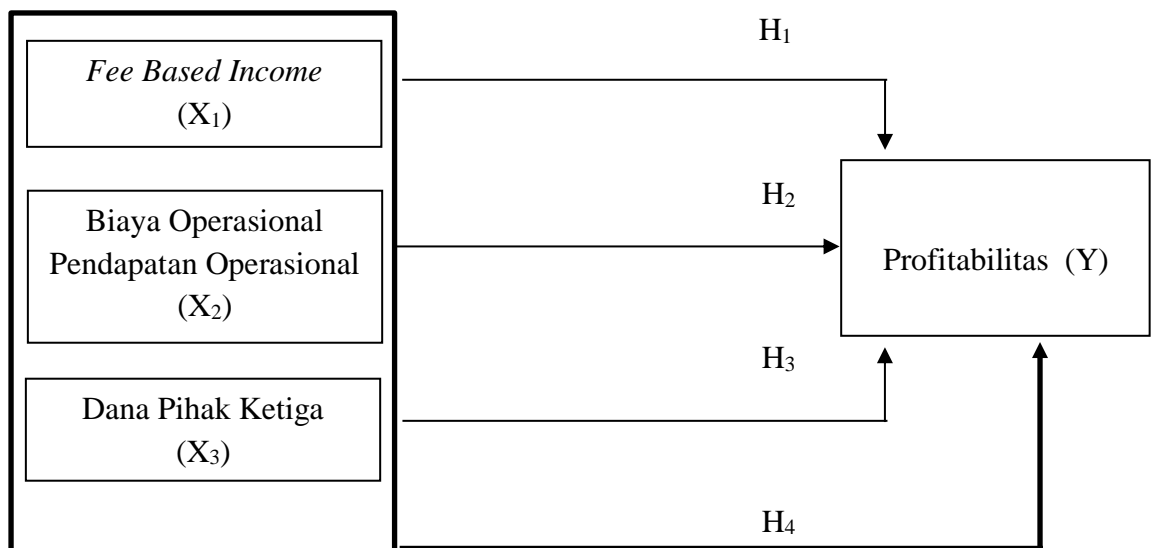 Fee Based Income
(X₁)
Biaya Operasional
Pendapatan Operasional
(X₂)
Dana Pihak Ketiga
(X₃)
H₁
H₂
H₃
H₄
Profitabilitas (Y)